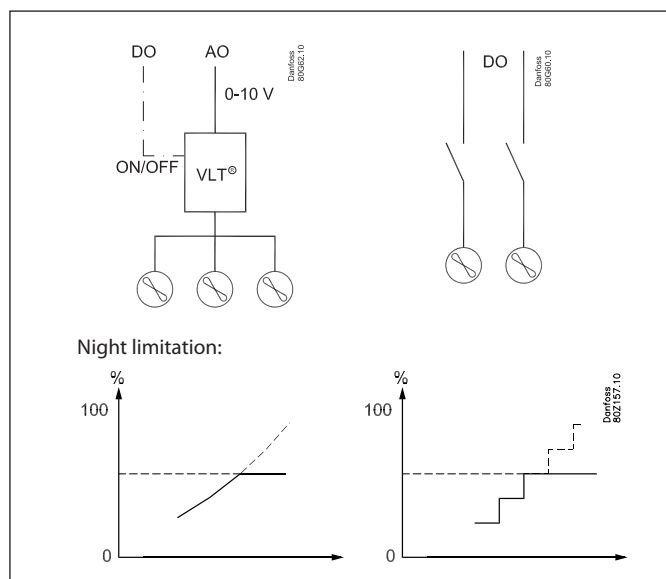 DO
AO
Danfoss
80G62.10
0-10 V
ON/OFF
VLT®
DO
Danfoss
80G60.10
Night limitation:
%
100
0
%
100
0
Danfoss
80Z157.10